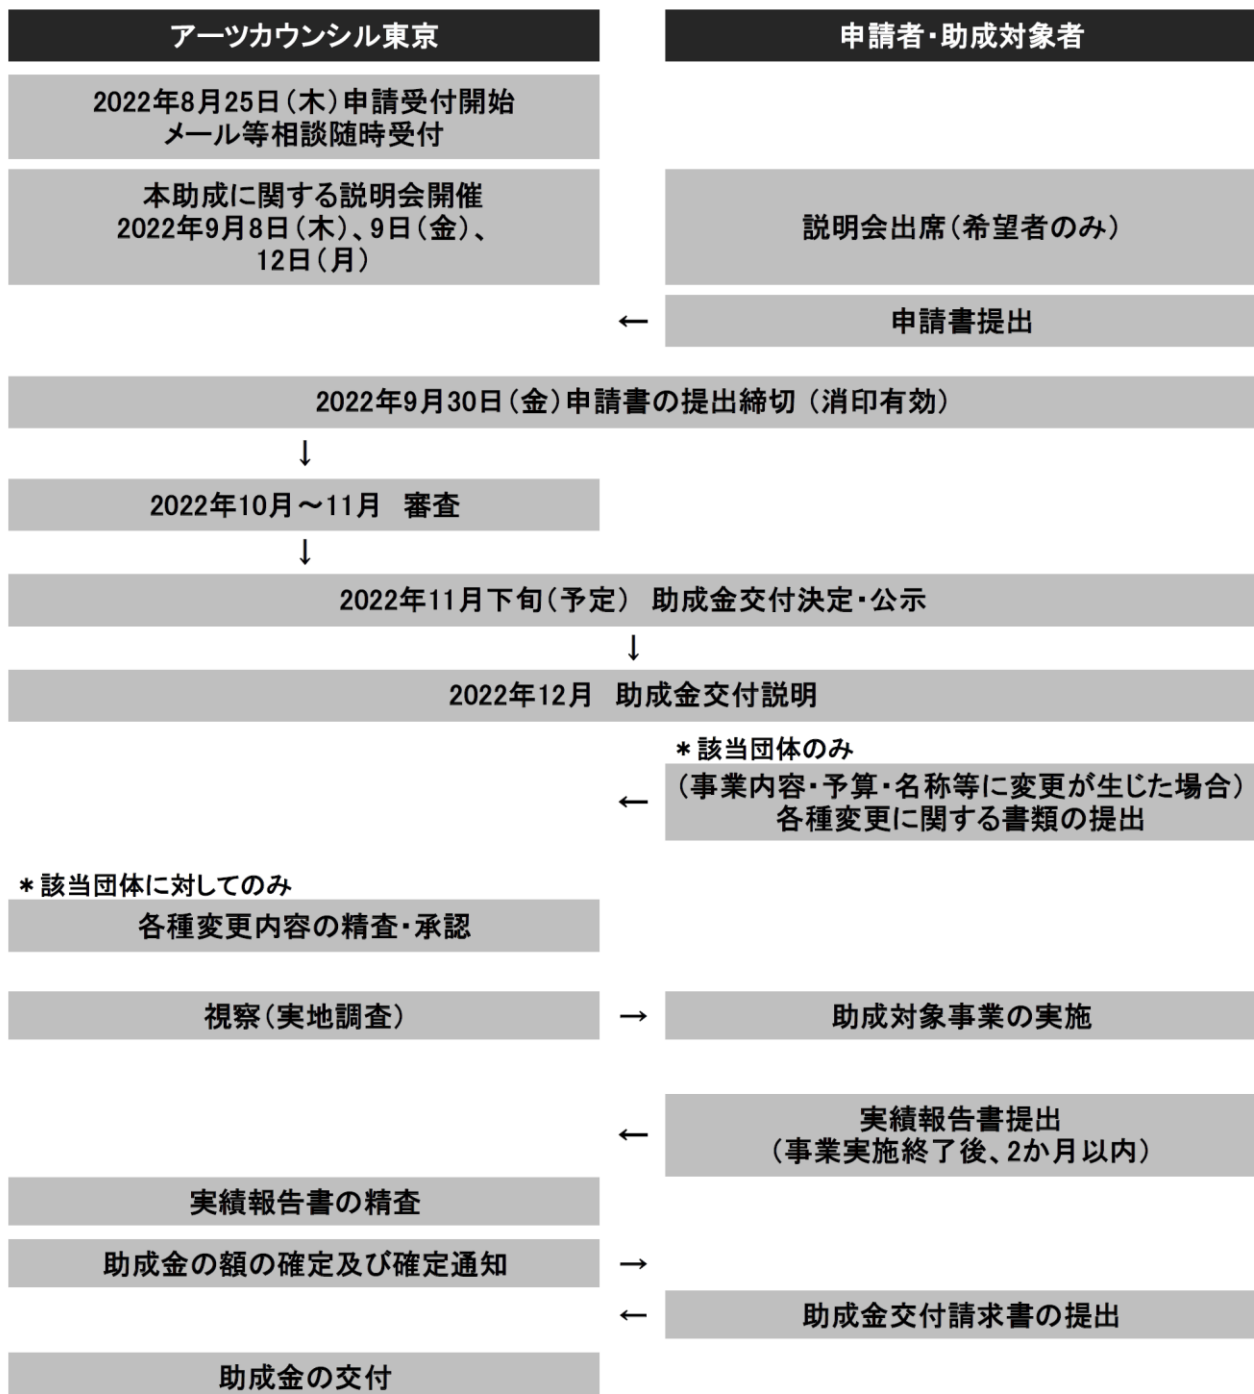 アーツカウンシル東京
申請者・助成対象者
2022年8月25日（木）申請受付開始
メール等相談随時受付
本助成に関する説明会開催
2022年9月8日（木）、9日（金）、
12日（月）
説明会出席（希望者のみ）
← 申請書提出
2022年9月30日（金）申請書の提出締切（消印有効）
↓
2022年10月～11月　審査
↓
2022年11月下旬（予定）　助成金交付決定・公示
↓
2022年12月　助成金交付説明
＊該当団体のみ
（事業内容・予算・名称等に変更が生じた場合）
← 各種変更に関する書類の提出
＊該当団体に対してのみ
各種変更内容の精査・承認
視察（実地調査） → 助成対象事業の実施
実績報告書提出
← （事業実施終了後、2か月以内）
実績報告書の精査
助成金の額の確定及び確定通知 →
← 助成金交付請求書の提出
助成金の交付